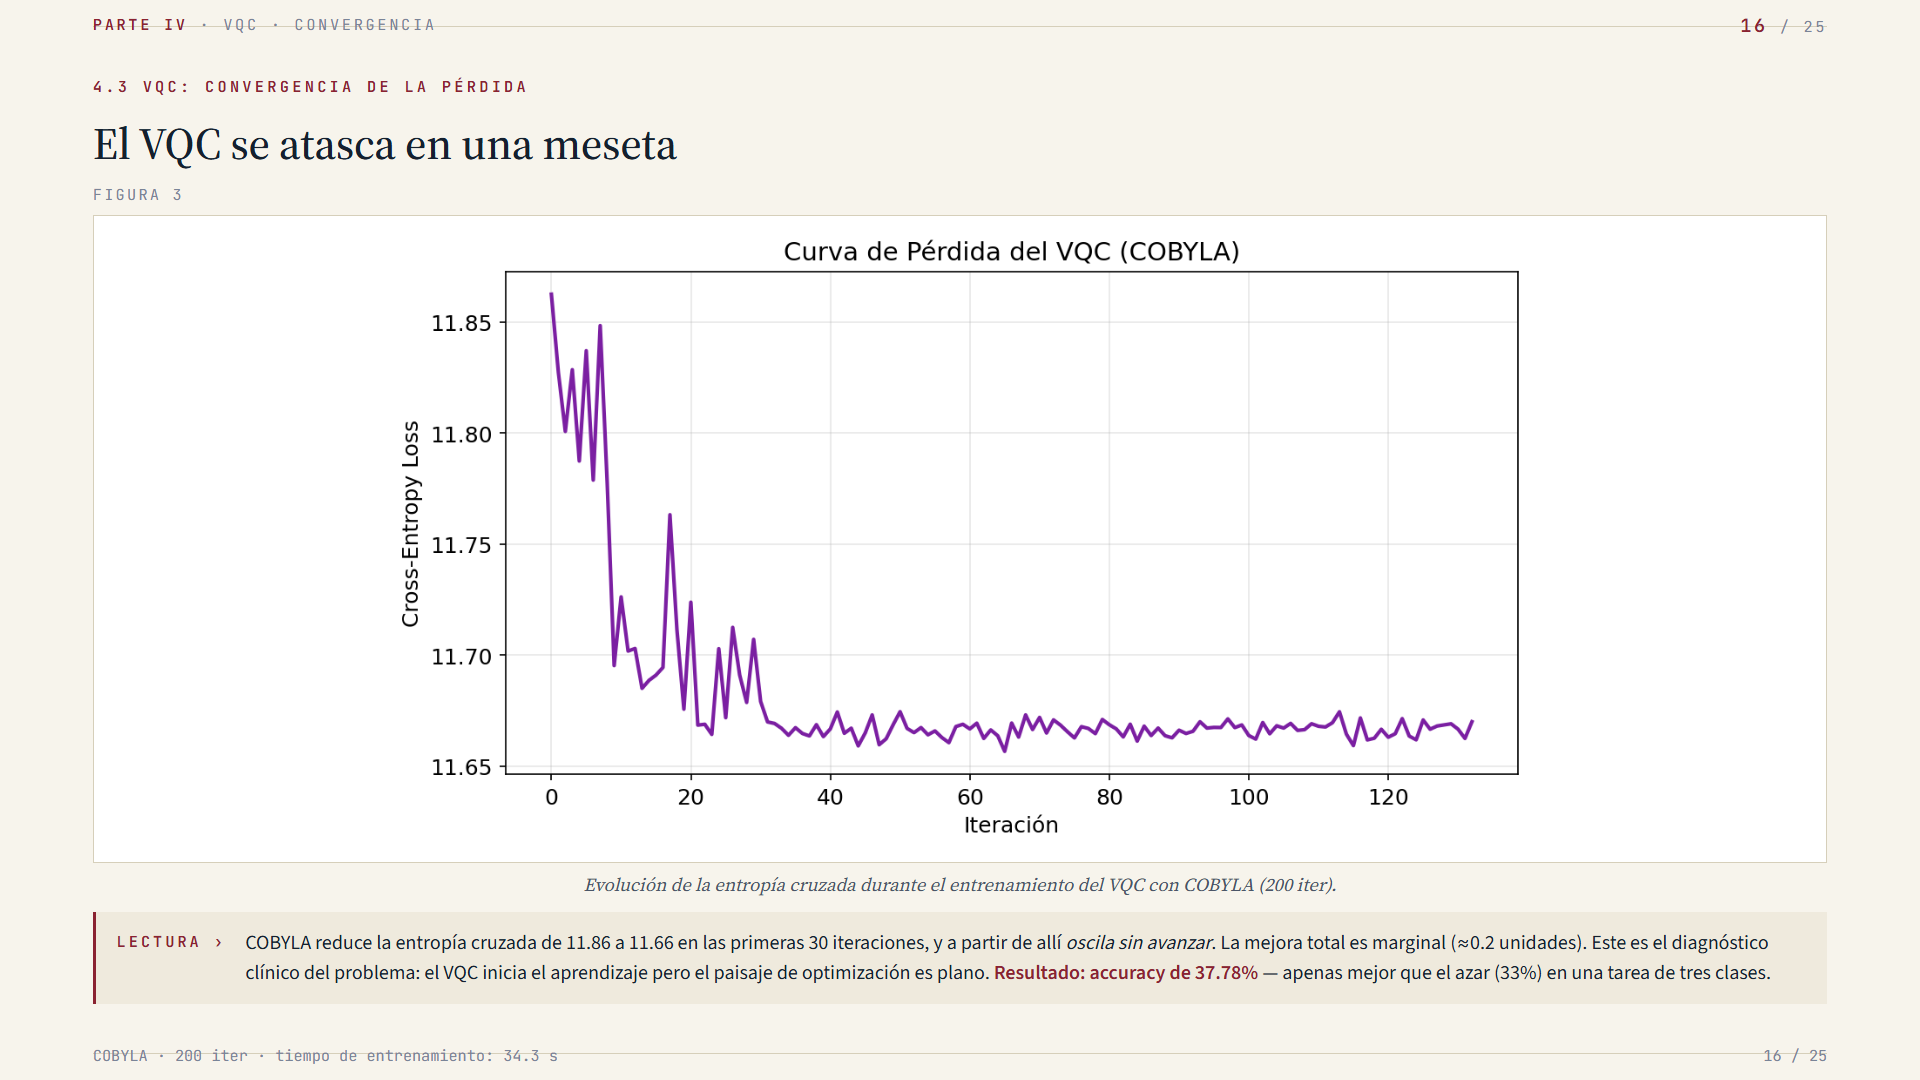 PARTE IV · VQC · CONVERGENCIA
16 / 25
4.3 VQC: CONVERGENCIA DE LA PÉRDIDA
El VQC se atasca en una meseta
FIGURA 3
Curva de Pérdida del VQC (COBYLA)
Cross-Entropy Loss
11.85
11.80
11.75
11.70
11.65
0 20 40 60 80 100 120
Iteración
Evolución de la entropía cruzada durante el entrenamiento del VQC con COBYLA (200 iter).
LECTURA › COBYLA reduce la entropía cruzada de 11.86 a 11.66 en las primeras 30 iteraciones, y a partir de allí oscila sin avanzar. La mejora total es marginal (≈0.2 unidades). Este es el diagnóstico
clínico del problema: el VQC inicia el aprendizaje pero el paisaje de optimización es plano. Resultado: accuracy de 37.78% — apenas mejor que el azar (33%) en una tarea de tres clases.
COBYLA · 200 iter · tiempo de entrenamiento: 34.3 s
16 / 25